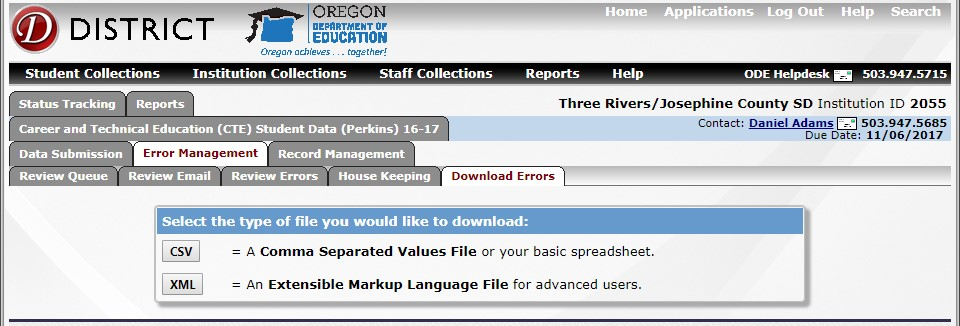 Home Applications Log Out Help Search
D DISTRICT
OREGON
DEPARTMENT OF
EDUCATION
Oregon achieves . . . together!
Student Collections Institution Collections Staff Collections Reports Help ODE Helpdesk 503.947.5715
Status Tracking Reports Three Rivers/Josephine County SD Institution ID 2055
Career and Technical Education (CTE) Student Data (Perkins) 16-17 Contact: Daniel Adams 503.947.5685
Due Date: 11/06/2017
Data Submission Error Management Record Management
Review Queue Review Email Review Errors House Keeping Download Errors
Select the type of file you would like to download:
CSV = A Comma Separated Values File or your basic spreadsheet.
XML = An Extensible Markup Language File for advanced users.